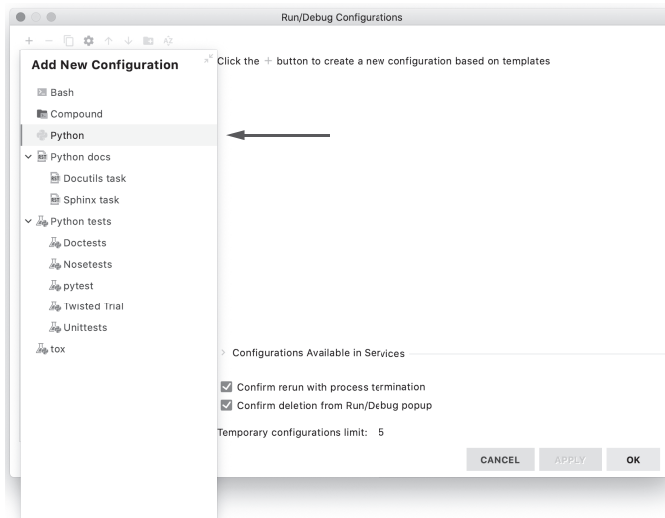 Run/Debug Configurations
Add New Configuration
Click the + button to create a new configuration based on templates
Bash
Compound
Python
Python docs
Docutils task
Sphinx task
Python tests
Doctests
Nosetests
pytest
Twisted Trial
Unittests
tox
Configurations Available in Services
Confirm rerun with process termination
Confirm deletion from Run/Debug popup
Temporary configurations limit: 5
CANCEL
APPLY
OK